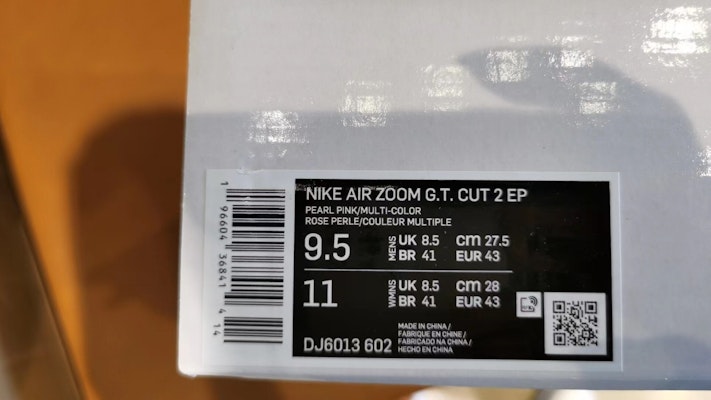 NIKE AIR ZOOM G.T. CUT 2 EP
PEARL PINK/MULTI-COLOR
ROSE PERLE/COULEUR MULTIPLE
9.5 MENS UK 8.5 cm 27.5
BR 41 EUR 43
11 WMNS UK 8.5 cm 28
BR 41 EUR 43
DJ6013 602
MADE IN CHINA /
FABRIQUE EN CHINE /
FABRICADO NA CHINA /
HECHO EN CHINA
1 96604 36841 4 14